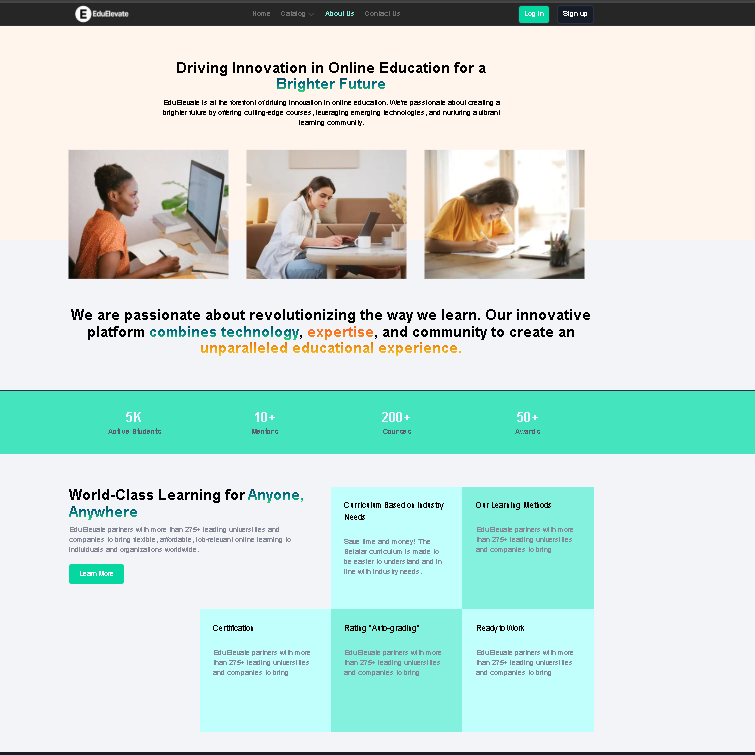 EduElevate
Home Catalog About Us Contact Us Log in Sign up
Driving Innovation in Online Education for a
Brighter Future
EduElevate is at the forefront of driving innovation in online education. We're passionate about creating a
brighter future by offering cutting-edge courses, leveraging emerging technologies, and nurturing a vibrant
learning community.
We are passionate about revolutionizing the way we learn. Our innovative
platform combines technology, expertise, and community to create an
unparalleled educational experience.
5K
Active Students
10+
Mentors
200+
Courses
50+
Awards
World-Class Learning for Anyone,
Anywhere
EduElevate partners with more than 275+ leading universities and
companies to bring flexible, affordable, job-relevant online learning to
individuals and organizations worldwide.
Learn More
Curriculum Based on Industry
Needs
Save time and money! The
Belajar curriculum is made to
be easier to understand and in
line with industry needs.
Our Learning Methods
EduElevate partners with more
than 275+ leading universities
and companies to bring
Certification
EduElevate partners with more
than 275+ leading universities
and companies to bring
Rating "Auto-grading"
EduElevate partners with more
than 275+ leading universities
and companies to bring
Ready to Work
EduElevate partners with more
than 275+ leading universities
and companies to bring